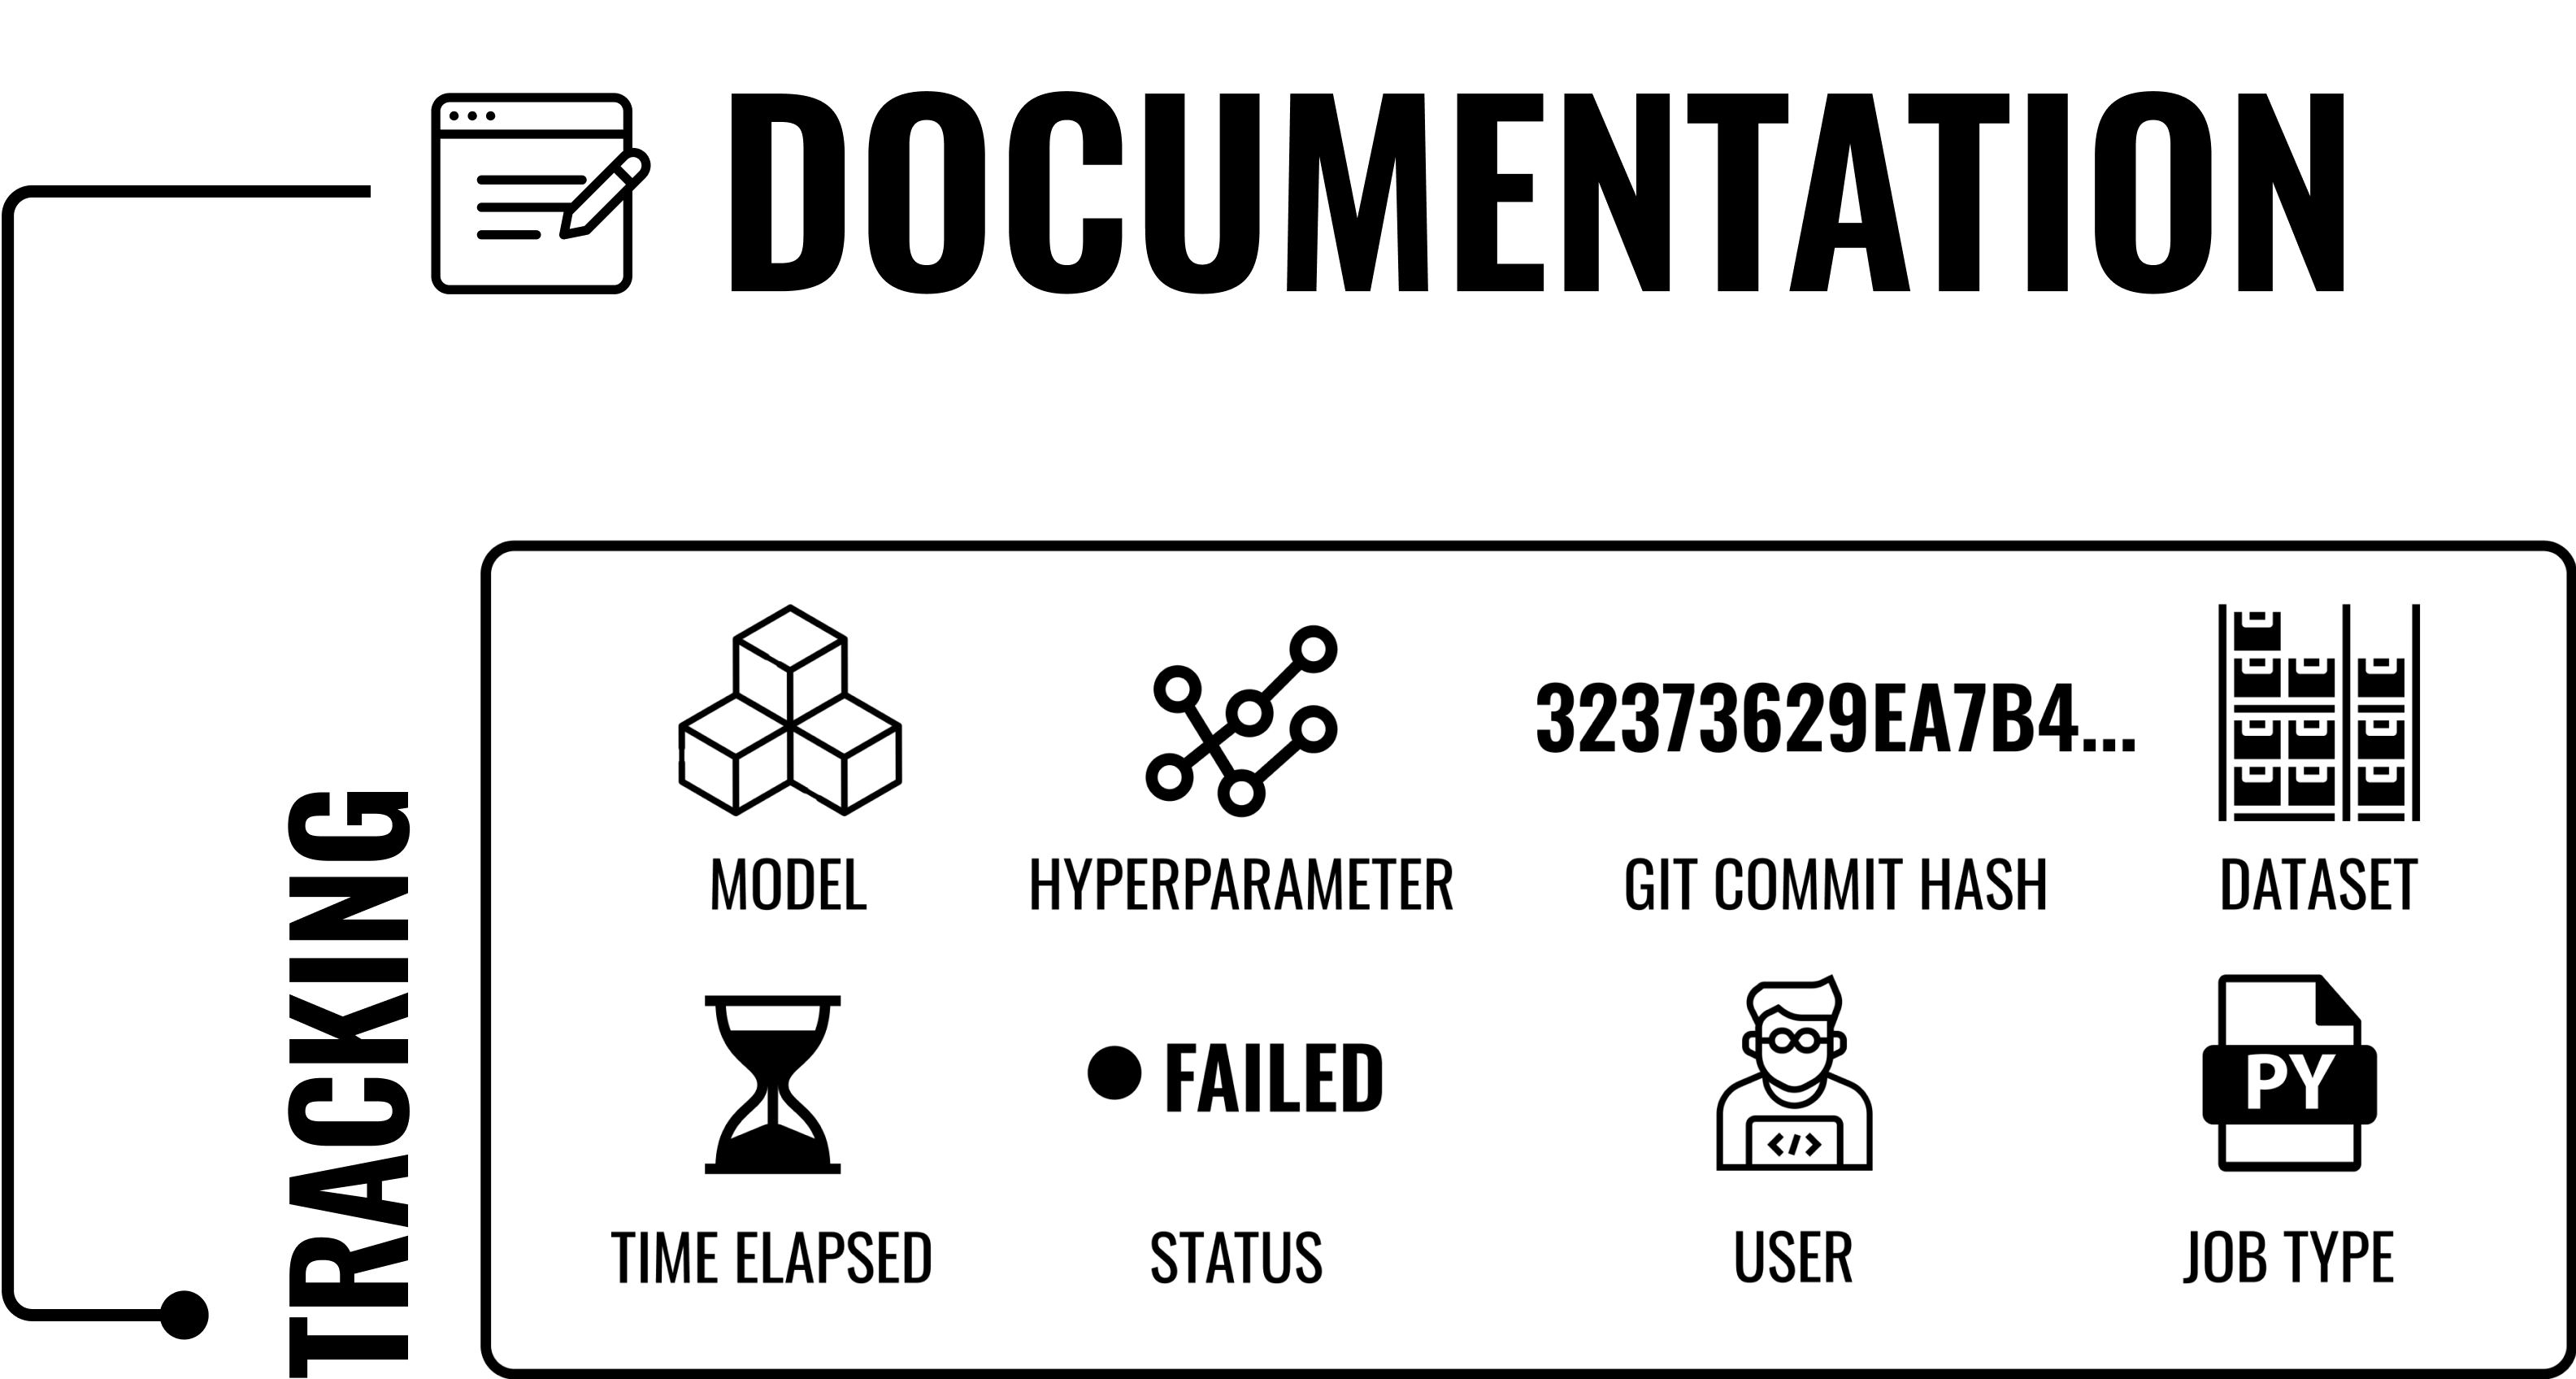 DOCUMENTATION
TRACKING
32373629EA7B4...
MODEL
HYPERPARAMETER
GIT COMMIT HASH
DATASET
FAILED
</>
PY
TIME ELAPSED
STATUS
USER
JOB TYPE